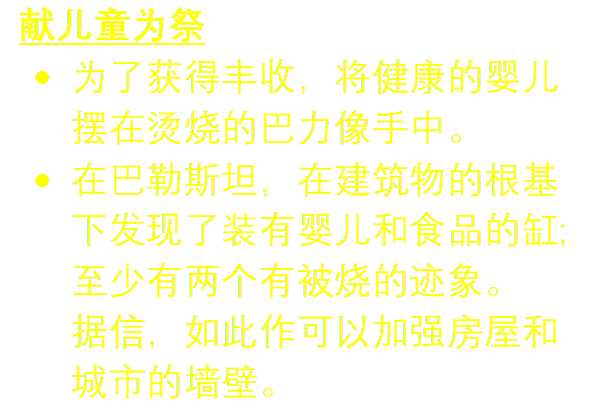 献儿童为祭
• 为了获得丰收，将健康的婴儿
摆在烫烧的巴力像手中。
• 在巴勒斯坦，在建筑物的根基
下发现了装有婴儿和食品的缸;
至少有两个有被烧的迹象。
据信，如此作可以加强房屋和
城市的墙壁。